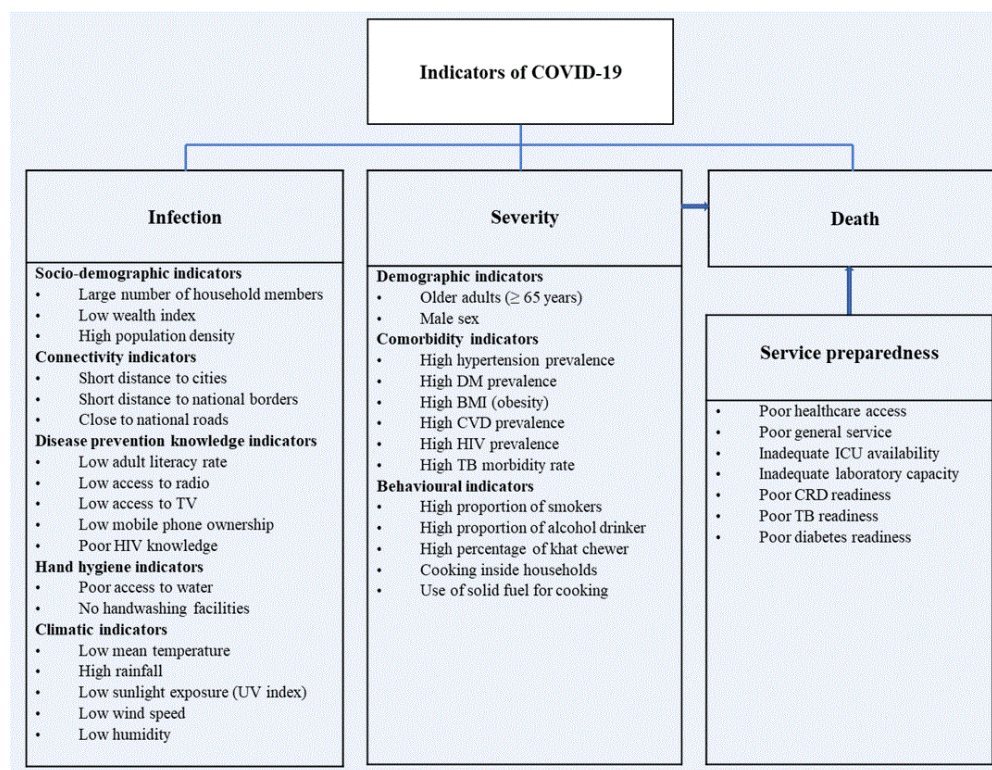 Indicators of COVID-19
Infection
Socio-demographic indicators
• Large number of household members
• Low wealth index
• High population density
Connectivity indicators
• Short distance to cities
• Short distance to national borders
• Close to national roads
Disease prevention knowledge indicators
• Low adult literacy rate
• Low access to radio
• Low access to TV
• Low mobile phone ownership
• Poor HIV knowledge
Hand hygiene indicators
• Poor access to water
• No handwashing facilities
Climatic indicators
• Low mean temperature
• High rainfall
• Low sunlight exposure (UV index)
• Low wind speed
• Low humidity
Severity
Demographic indicators
• Older adults (≥ 65 years)
• Male sex
Comorbidity indicators
• High hypertension prevalence
• High DM prevalence
• High BMI (obesity)
• High CVD prevalence
• High HIV prevalence
• High TB morbidity rate
Behavioural indicators
• High proportion of smokers
• High proportion of alcohol drinker
• High percentage of khat chewer
• Cooking inside households
• Use of solid fuel for cooking
Death
Service preparedness
• Poor healthcare access
• Poor general service
• Inadequate ICU availability
• Inadequate laboratory capacity
• Poor CRD readiness
• Poor TB readiness
• Poor diabetes readiness